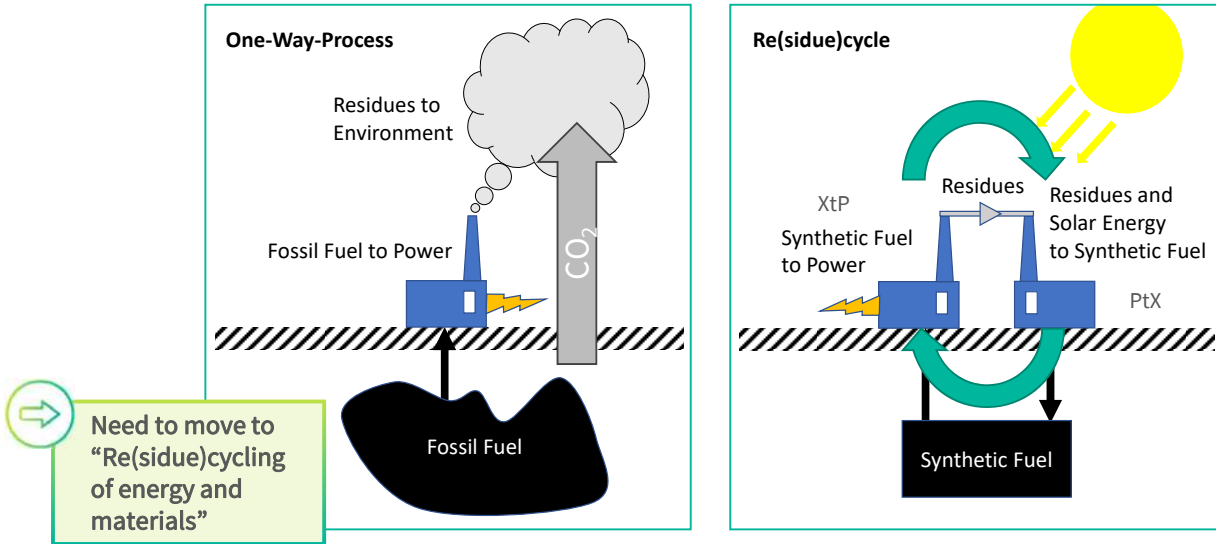 One-Way-Process
Residues to
Environment
Fossil Fuel to Power
CO₂
Fossil Fuel
Need to move to
“Re(sidue)cycling
of energy and
materials”
Re(sidue)cycle
Residues
XtP
Synthetic Fuel
to Power
Residues and
Solar Energy
to Synthetic Fuel
PtX
Synthetic Fuel